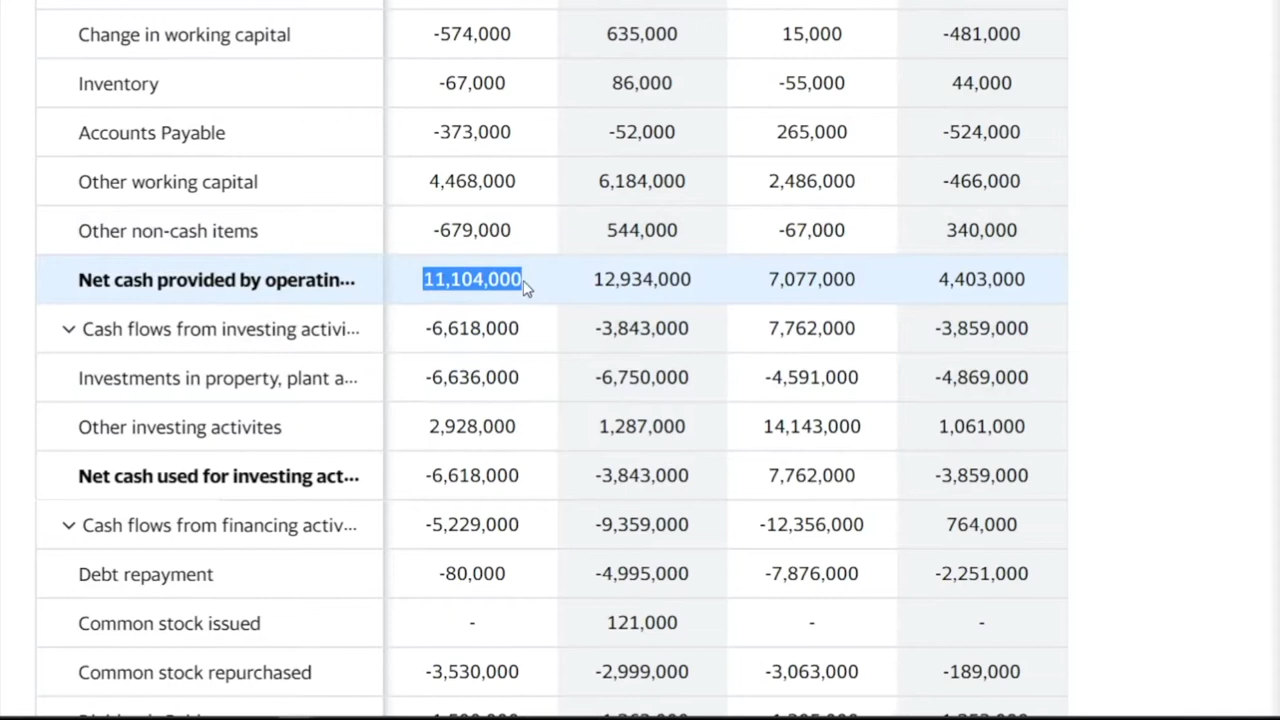 Change in working capital -574,000 635,000 15,000 -481,000
Inventory -67,000 86,000 -55,000 44,000
Accounts Payable -373,000 -52,000 265,000 -524,000
Other working capital 4,468,000 6,184,000 2,486,000 -466,000
Other non-cash items -679,000 544,000 -67,000 340,000
Net cash provided by operatin... 11,104,000 12,934,000 7,077,000 4,403,000
Cash flows from investing activi... -6,618,000 -3,843,000 7,762,000 -3,859,000
Investments in property, plant a... -6,636,000 -6,750,000 -4,591,000 -4,869,000
Other investing activites 2,928,000 1,287,000 14,143,000 1,061,000
Net cash used for investing act... -6,618,000 -3,843,000 7,762,000 -3,859,000
Cash flows from financing activ... -5,229,000 -9,359,000 -12,356,000 764,000
Debt repayment -80,000 -4,995,000 -7,876,000 -2,251,000
Common stock issued - 121,000 - -
Common stock repurchased -3,530,000 -2,999,000 -3,063,000 -189,000